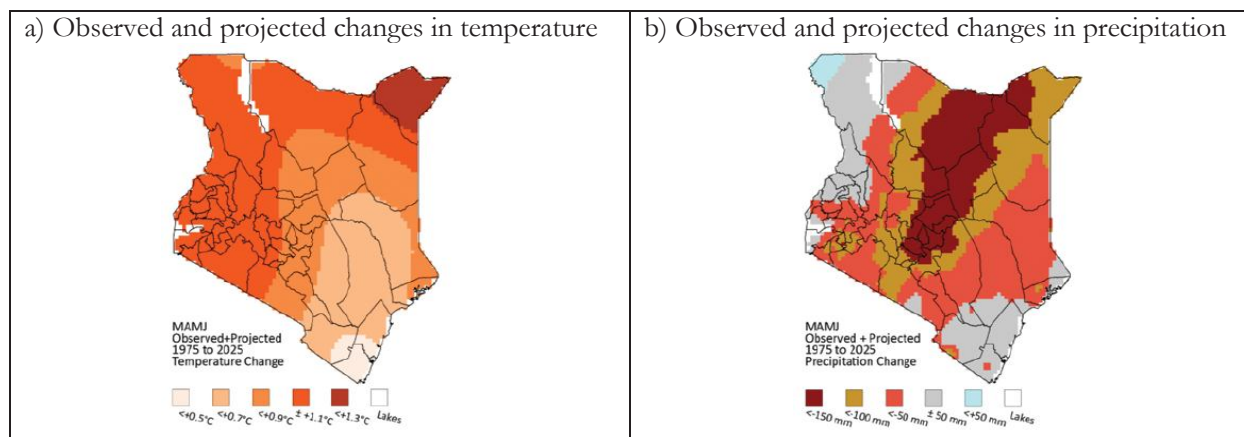 a) Observed and projected changes in temperature
MAMJ
Observed+Projected
1975 to 2025
Temperature Change
<+0.5°C <+0.7°C <+0.9°C ± +1.1°C <+1.3°C Lakes
b) Observed and projected changes in precipitation
MAMJ
Observed + Projected
1975 to 2025
Precipitation Change
<-150 mm <-100 mm <-50 mm ± 50 mm <+50 mm Lakes